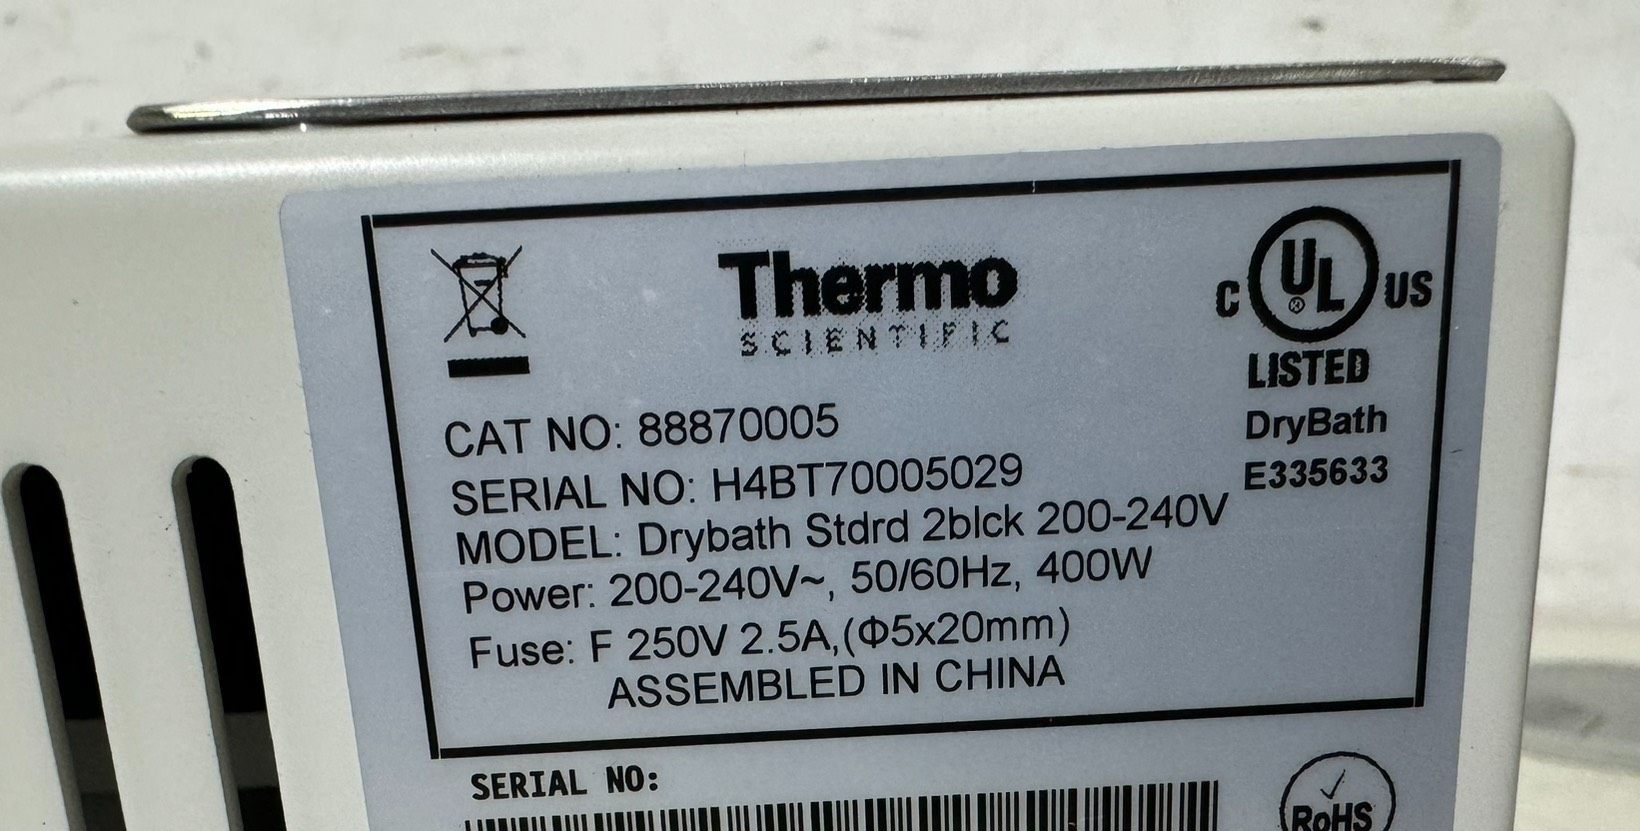 Thermo
SCIENTIFIC
C UL US
LISTED
DryBath
E335633
CAT NO: 88870005
SERIAL NO: H4BT70005029
MODEL: Drybath Stdrd 2blck 200-240V
Power: 200-240V~, 50/60Hz, 400W
Fuse: F 250V 2.5A,(Φ5x20mm)
ASSEMBLED IN CHINA
SERIAL NO:
RoHS